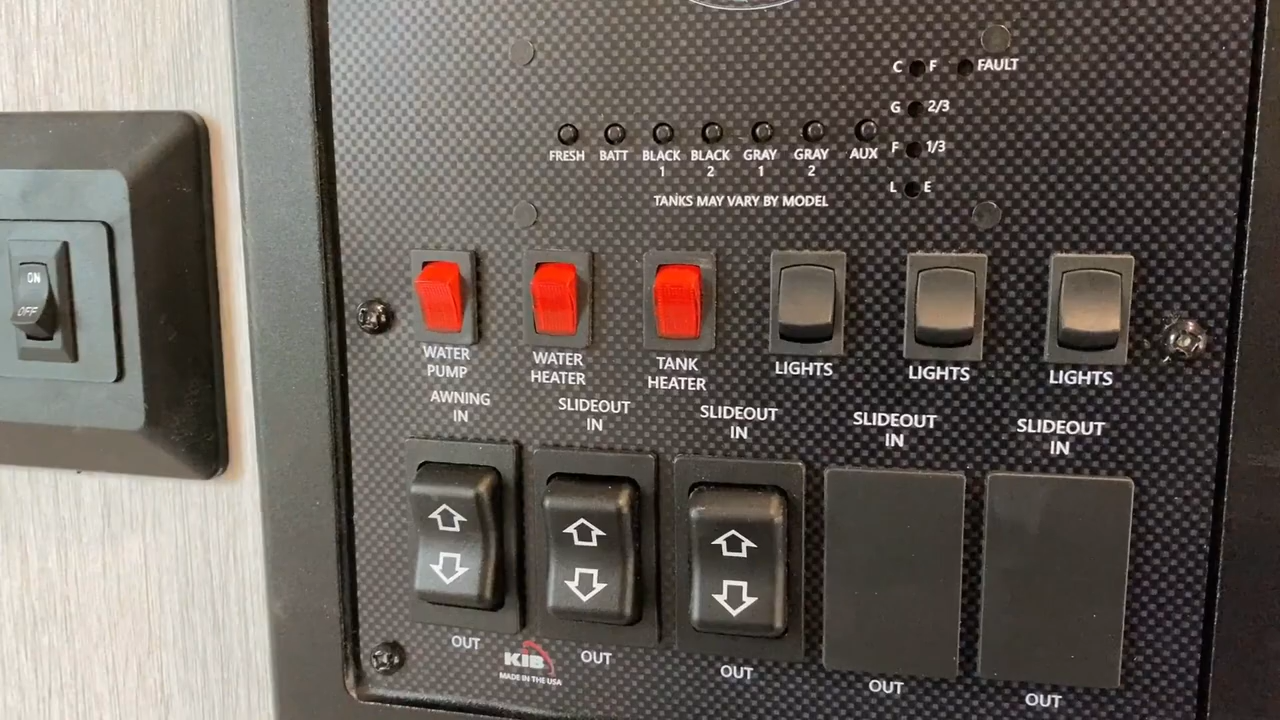 ON
OFF
C F FAULT
G 2/3
F 1/3
L E
FRESH BATT BLACK 1 BLACK 2 GRAY 1 GRAY 2 AUX
TANKS MAY VARY BY MODEL
WATER PUMP
WATER HEATER
TANK HEATER
LIGHTS
LIGHTS
LIGHTS
AWNING IN
SLIDEOUT IN
SLIDEOUT IN
SLIDEOUT IN
SLIDEOUT IN
OUT
KIB
MADE IN THE USA
OUT
OUT
OUT
OUT